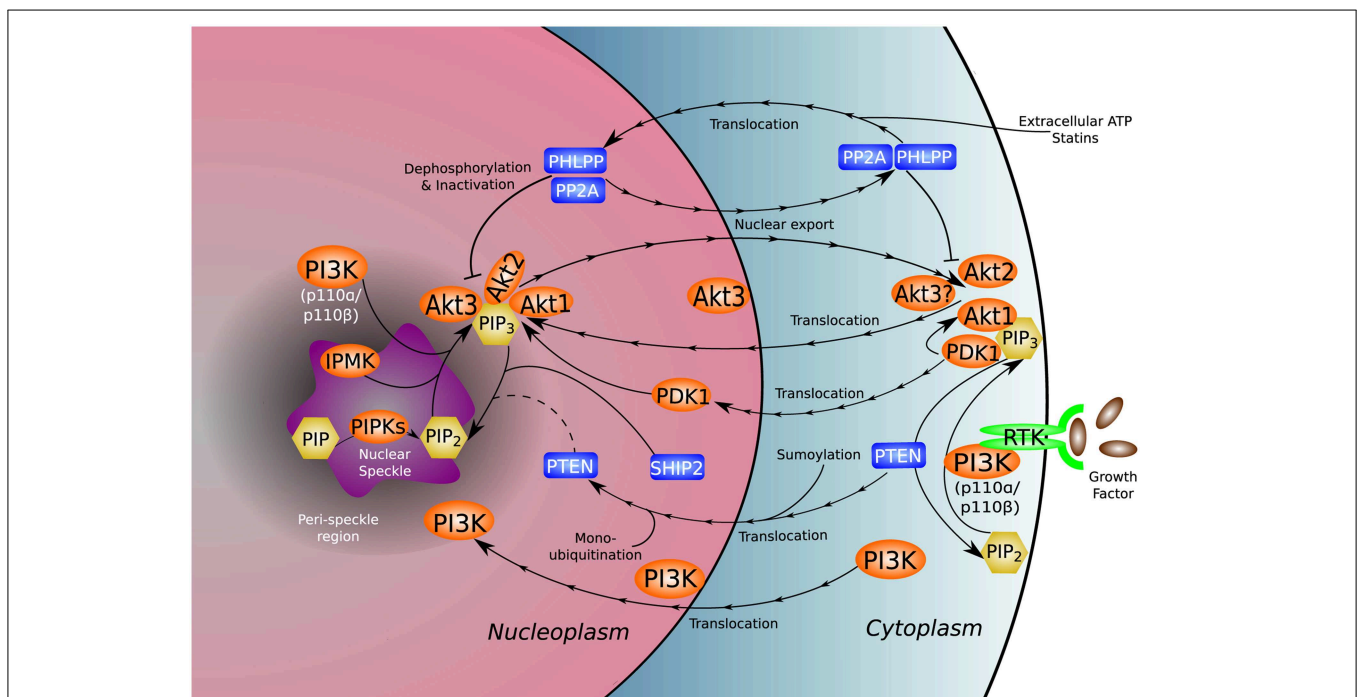 Translocation
Extracellular ATP
Statins
PHLPP
PP2A
PP2A
PHLPP
Dephosphorylation
& Inactivation
Nuclear export
PI3K
(p110α/
p110β)
Akt3
Akt2
Akt1
PIP3
Akt3
Akt2
Akt3?
Akt1
PIP3
PDK1
Translocation
IPMK
PDK1
Translocation
PIP
PIPKs
PIP2
Nuclear
Speckle
PTEN
SHIP2
Sumoylation
PTEN
RTK
PI3K
(p110α/
p110β)
Growth
Factor
Peri-speckle
region
PI3K
Mono-
ubiquitination
Translocation
PIP2
PI3K
PI3K
Translocation
Nucleoplasm
Cytoplasm